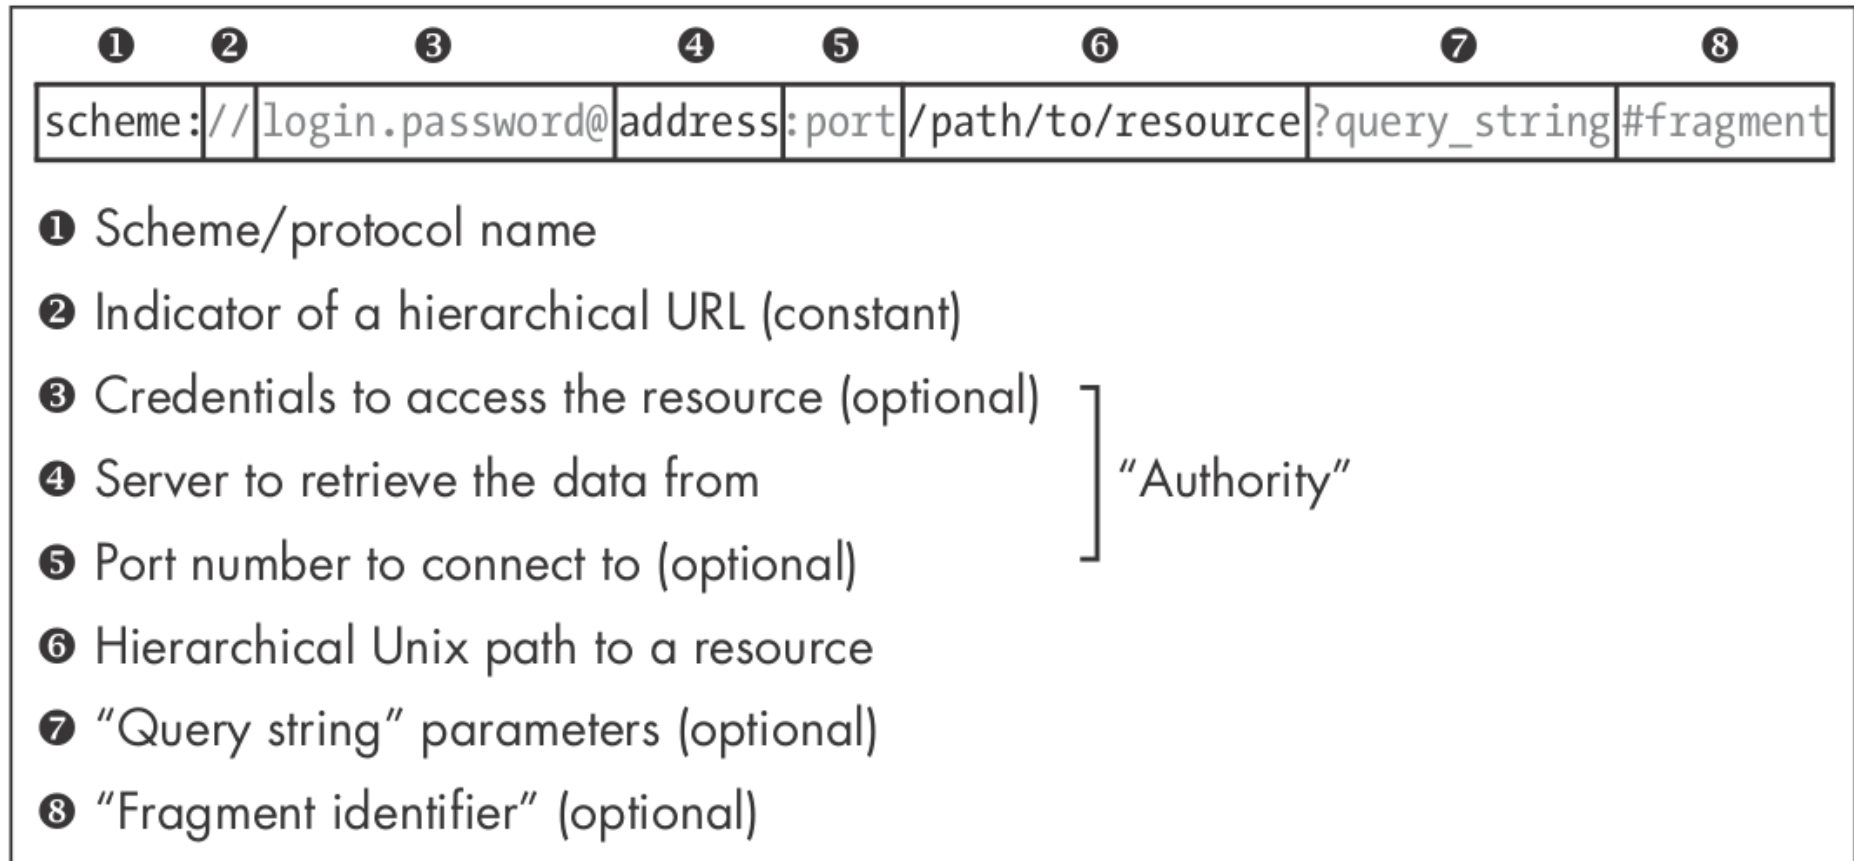 ❶ ❷ ❸ ❹ ❺ ❻ ❼ ❽
scheme://login.password@address:port/path/to/resource?query_string#fragment
❶ Scheme/protocol name
❷ Indicator of a hierarchical URL (constant)
❸ Credentials to access the resource (optional)
❹ Server to retrieve the data from
“Authority”
❺ Port number to connect to (optional)
❻ Hierarchical Unix path to a resource
❼ “Query string” parameters (optional)
❽ “Fragment identifier” (optional)